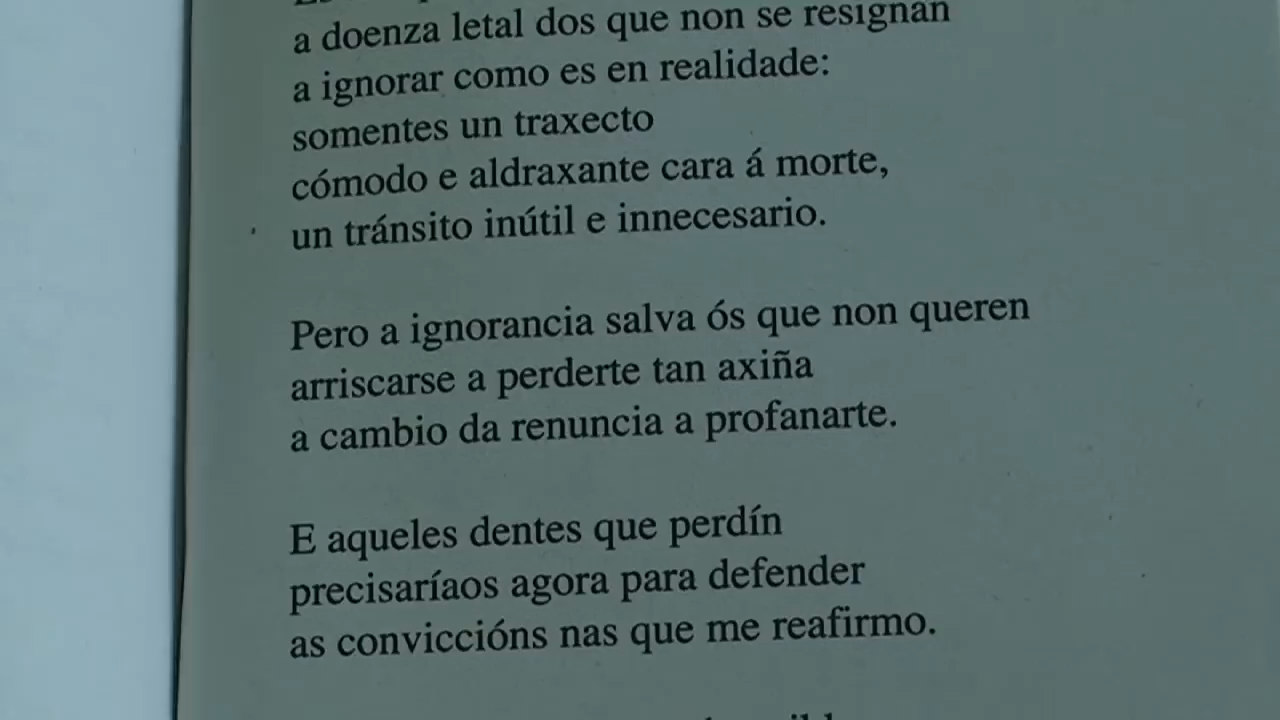 a doenza letal dos que non se resignan
a ignorar como es en realidade:
somentes un traxecto
cómodo e aldraxante cara á morte,
un tránsito inútil e innecesario.
Pero a ignorancia salva ós que non queren
arriscarse a perderte tan axiña
a cambio da renuncia a profanarte.
E aqueles dentes que perdín
precisaríaos agora para defender
as conviccións nas que me reafirmo.